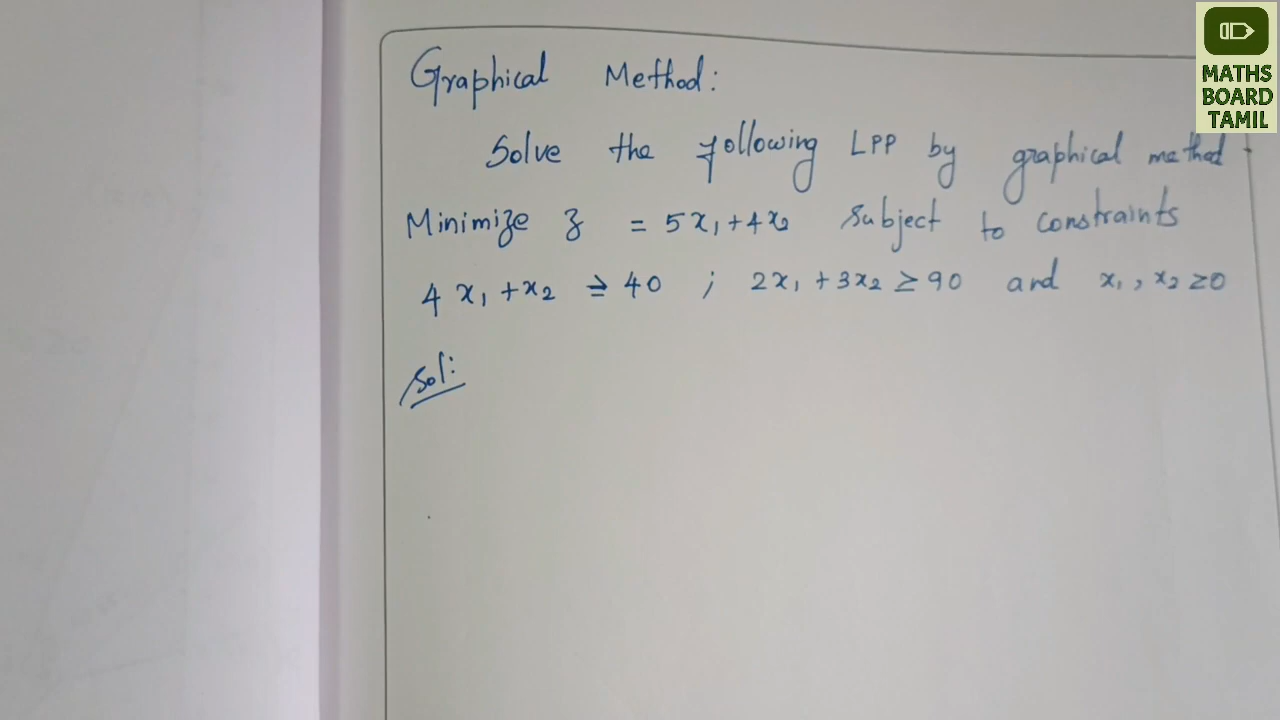 MATHS
BOARD
TAMIL
Graphical Method:
Solve the following LPP by graphical method.
Minimize z = 5x₁ + 4x₂ subject to constraints
4x₁ + x₂ ≥ 40 ; 2x₁ + 3x₂ ≥ 90 and x₁, x₂ ≥ 0
Sol: